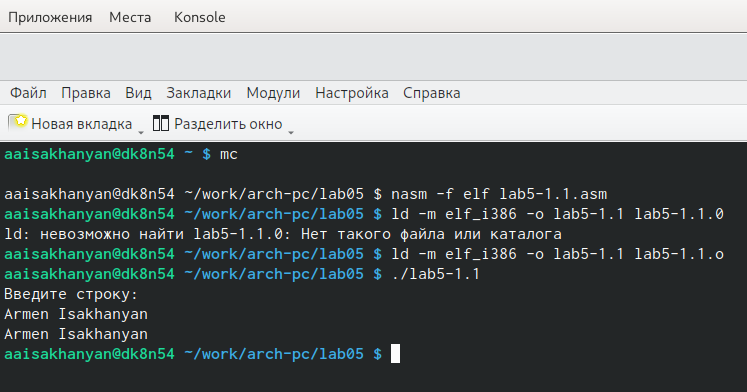 Приложения Места Konsole
Файл Правка Вид Закладки Модули Настройка Справка
Новая вкладка Разделить окно
aaisakhanyan@dk8n54 ~ $ mc
aaisakhanyan@dk8n54 ~/work/arch-pc/lab05 $ nasm -f elf lab5-1.1.asm
aaisakhanyan@dk8n54 ~/work/arch-pc/lab05 $ ld -m elf_i386 -o lab5-1.1 lab5-1.1.0
ld: невозможно найти lab5-1.1.0: Нет такого файла или каталога
aaisakhanyan@dk8n54 ~/work/arch-pc/lab05 $ ld -m elf_i386 -o lab5-1.1 lab5-1.1.o
aaisakhanyan@dk8n54 ~/work/arch-pc/lab05 $ ./lab5-1.1
Введите строку:
Armen Isakhanyan
Armen Isakhanyan
aaisakhanyan@dk8n54 ~/work/arch-pc/lab05 $